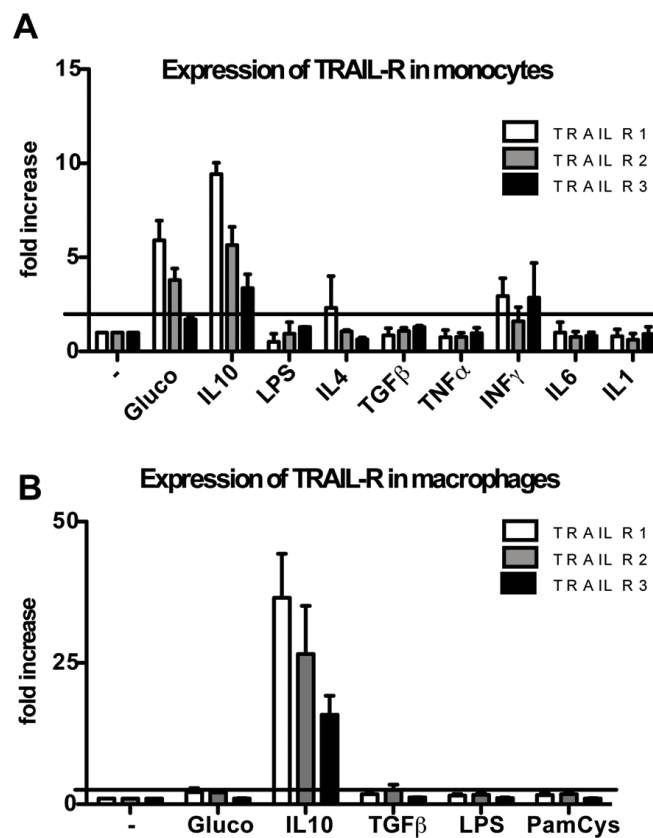 A
Expression of TRAIL-R in monocytes
15
10
5
0
fold increase
TRAIL R1
TRAIL R2
TRAIL R3
- Gluco IL10 LPS IL4 TGFβ TNFα INFγ IL6 IL1
B
Expression of TRAIL-R in macrophages
50
25
0
fold increase
TRAIL R1
TRAIL R2
TRAIL R3
- Gluco IL10 TGFβ LPS PamCys